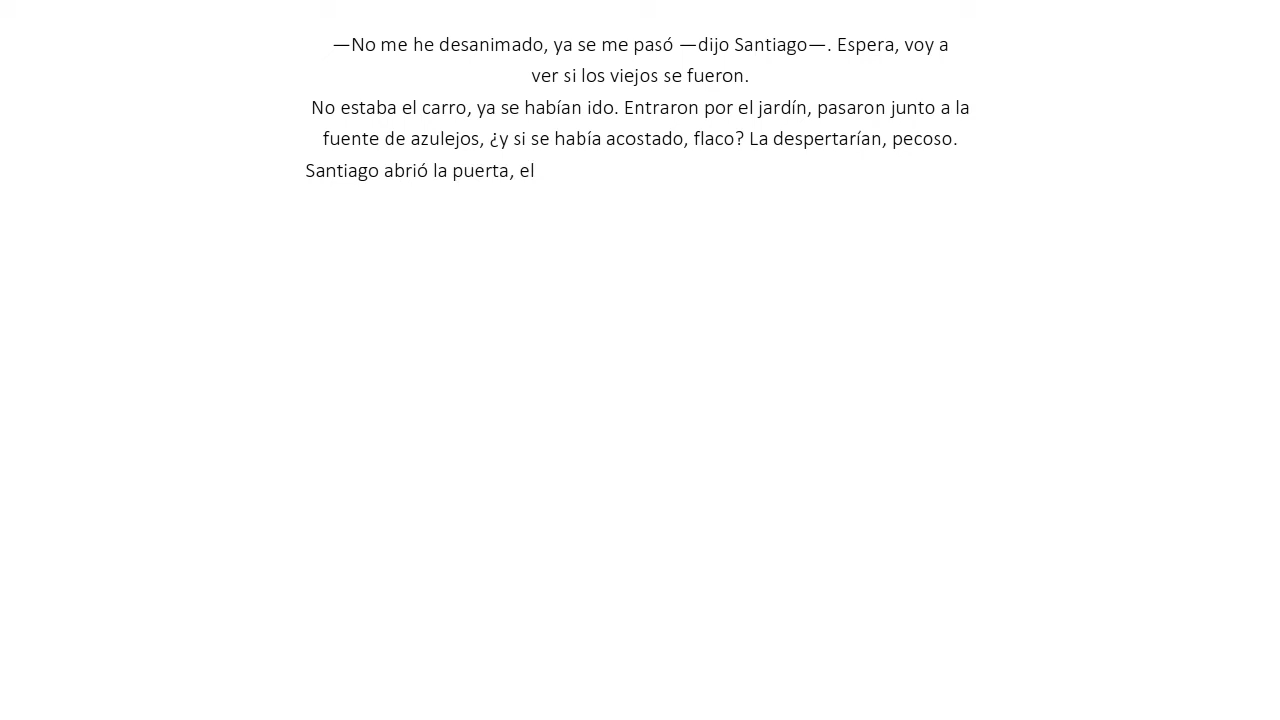 —No me he desanimado, ya se me pasó —dijo Santiago—. Espera, voy a
ver si los viejos se fueron.
No estaba el carro, ya se habían ido. Entraron por el jardín, pasaron junto a la
fuente de azulejos, ¿y si se había acostado, flaco? La despertarían, pecoso.
Santiago abrió la puerta, el